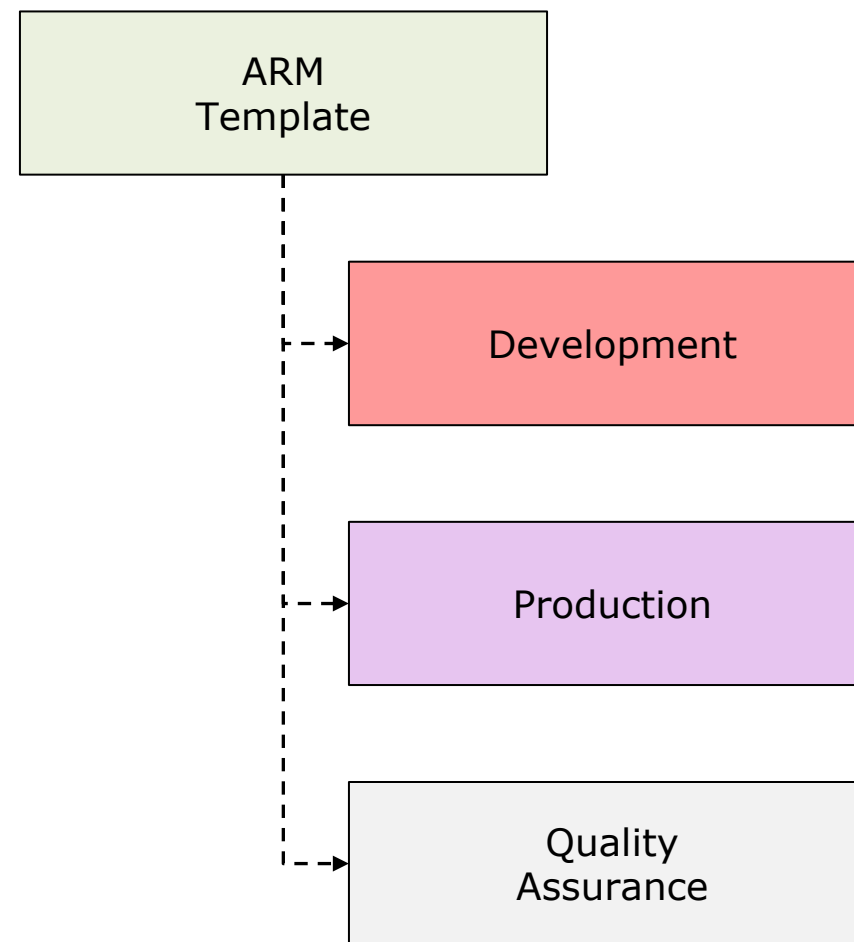 ARM
Template
Development
Production
Quality
Assurance